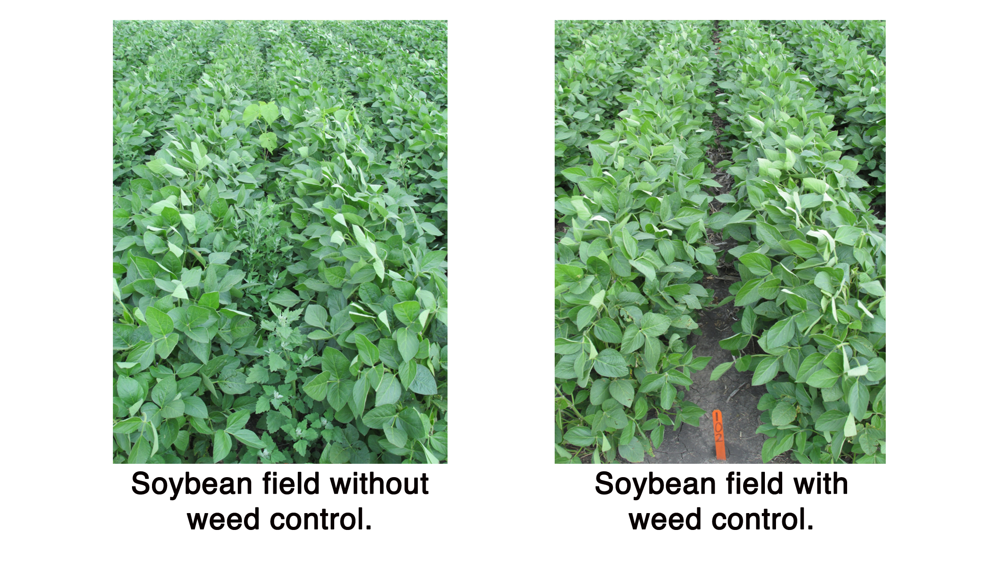 102
Soybean field without
weed control.
Soybean field with
weed control.